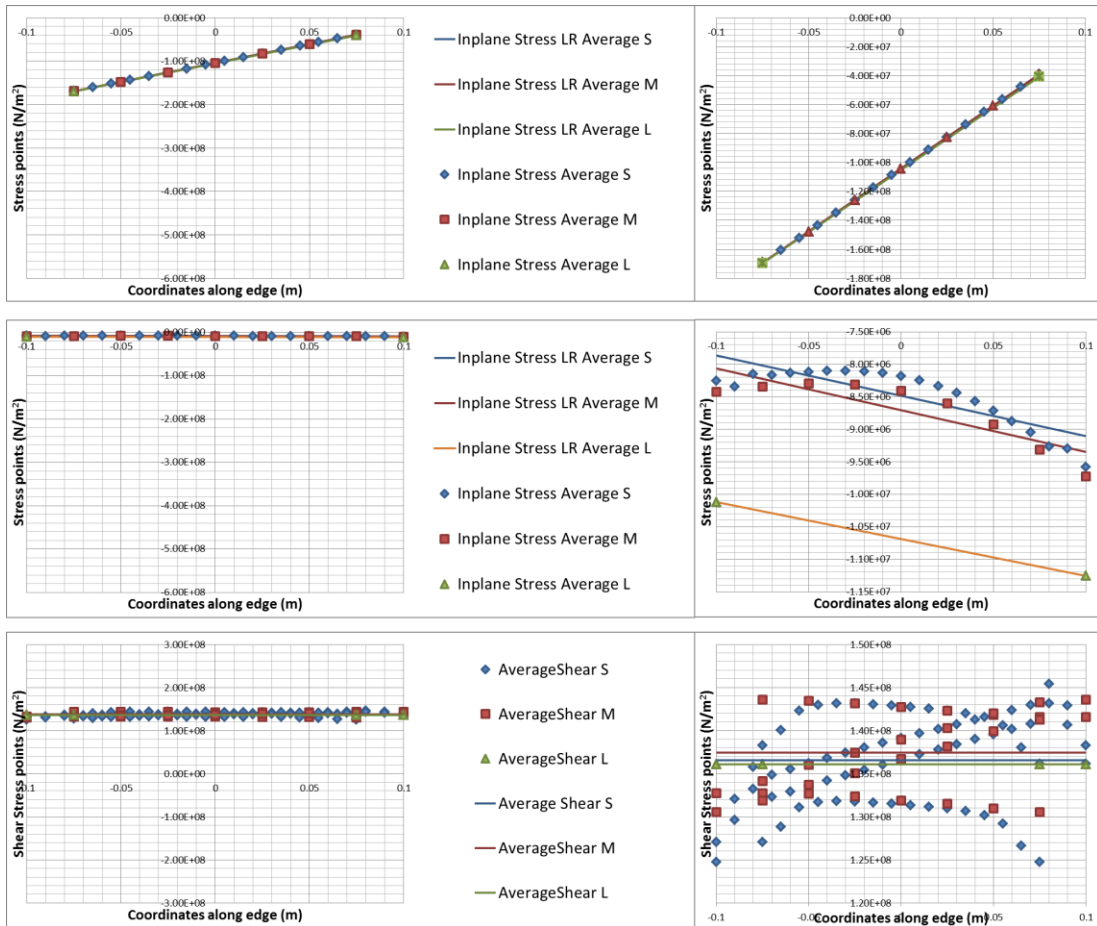 0.00E+00
-0.1
-0.05
0
0.05
0.1
-1.00E+08
-2.00E+08
-3.00E+08
-4.00E+08
-5.00E+08
-6.00E+08
Stress points (N/m²)
Coordinates along edge (m)
Inplane Stress LR Average S
Inplane Stress LR Average M
Inplane Stress LR Average L
Inplane Stress Average S
Inplane Stress Average M
Inplane Stress Average L
0.00E+00
-0.1
-0.05
0
0.05
0.1
-2.00E+07
-4.00E+07
-6.00E+07
-8.00E+07
-1.00E+08
-1.20E+08
-1.40E+08
-1.60E+08
-1.80E+08
Stress points (N/m²)
Coordinates along edge (m)
0.00E+00
-0.1
-0.05
0
0.05
0.1
-1.00E+08
-2.00E+08
-3.00E+08
-4.00E+08
-5.00E+08
-6.00E+08
Stress points (N/m²)
Coordinates along edge (m)
Inplane Stress LR Average S
Inplane Stress LR Average M
Inplane Stress LR Average L
Inplane Stress Average S
Inplane Stress Average M
Inplane Stress Average L
-7.50E+06
-0.1
-0.05
0
0.05
0.1
-8.00E+06
-8.50E+06
-9.00E+06
-9.50E+06
-1.00E+07
-1.05E+07
-1.10E+07
-1.15E+07
Stress points (N/m²)
Coordinates along edge (m)
3.00E+08
2.00E+08
1.00E+08
0.00E+00
-0.1
-0.05
0
0.05
0.1
-1.00E+08
-2.00E+08
-3.00E+08
Shear Stress points (N/m²)
Coordinates along edge (m)
AverageShear S
AverageShear M
AverageShear L
Average Shear S
AverageShear M
AverageShear L
1.50E+08
1.45E+08
1.40E+08
1.35E+08
1.30E+08
1.25E+08
1.20E+08
-0.1
-0.05
0
0.05
0.1
Shear Stress points (N/m²)
Coordinates along edge (m)